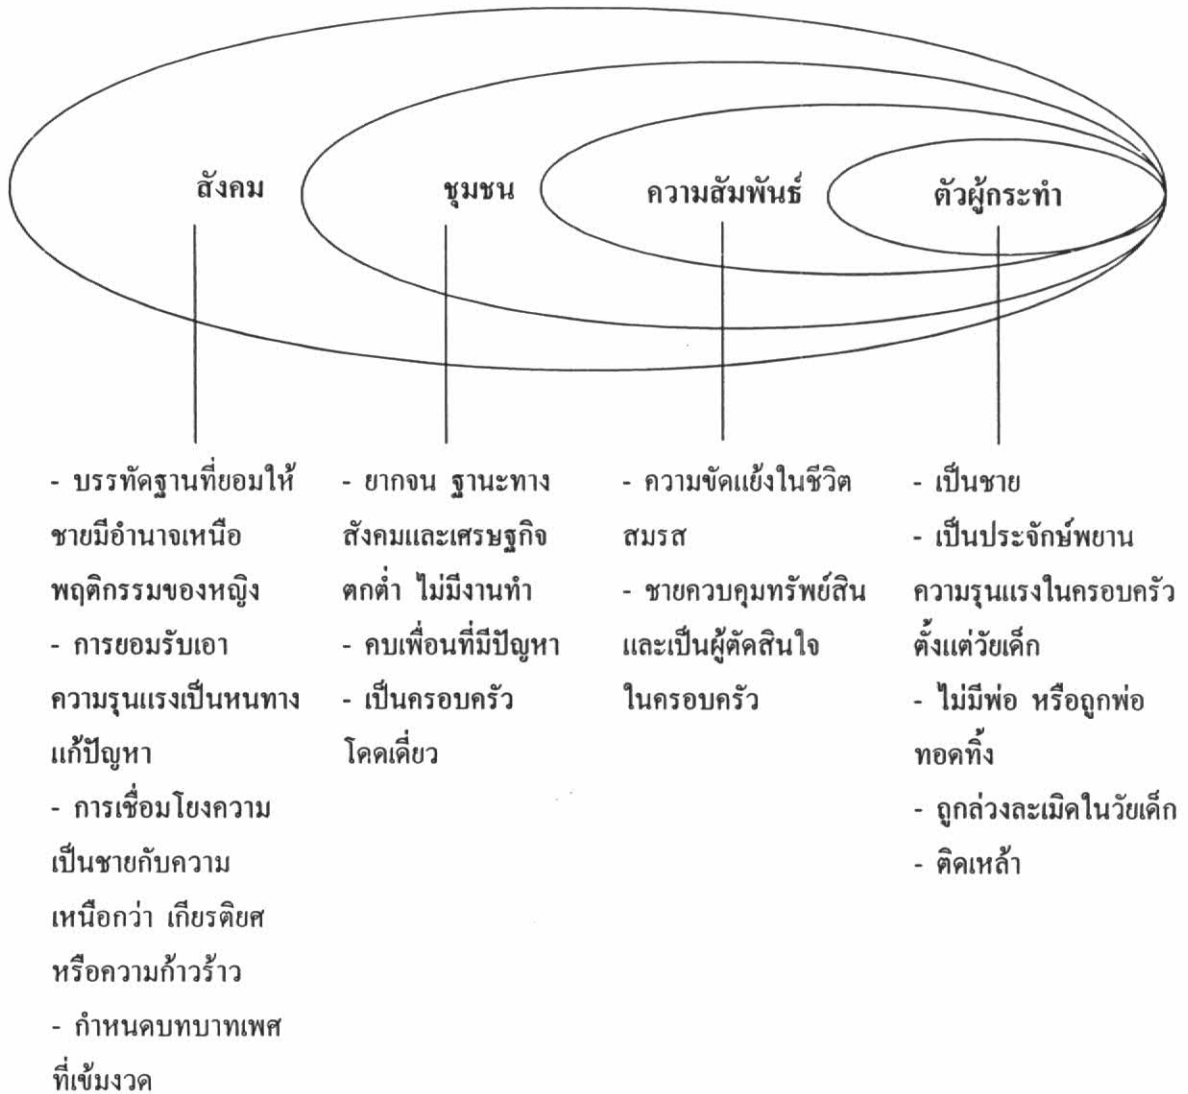 สังคม
ชุมชน
ความสัมพันธ์
ตัวผู้กระทำ
- บรรทัดฐานที่ยอมให้
ชายมีอำนาจเหนือ
พฤติกรรมของหญิง
- การยอมรับเอา
ความรุนแรงเป็นหนทาง
แก้ปัญหา
- การเชื่อมโยงความ
เป็นชายกับความ
เหนือกว่า เกียรติยศ
หรือความก้าวร้าว
- กำหนดบทบาทเพศ
ที่เข้มงวด
- ยากจน ฐานะทาง
สังคมและเศรษฐกิจ
ตกต่ำ ไม่มีงานทำ
- คบเพื่อนที่มีปัญหา
- เป็นครอบครัว
โดดเดี่ยว
- ความขัดแย้งในชีวิต
สมรส
- ชายควบคุมทรัพย์สิน
และเป็นผู้ตัดสินใจ
ในครอบครัว
- เป็นชาย
- เป็นประจักษ์พยาน
ความรุนแรงในครอบครัว
ตั้งแต่วัยเด็ก
- ไม่มีพ่อ หรือถูกพ่อ
ทอดทิ้ง
- ถูกล่วงละเมิดในวัยเด็ก
- ติดเหล้า